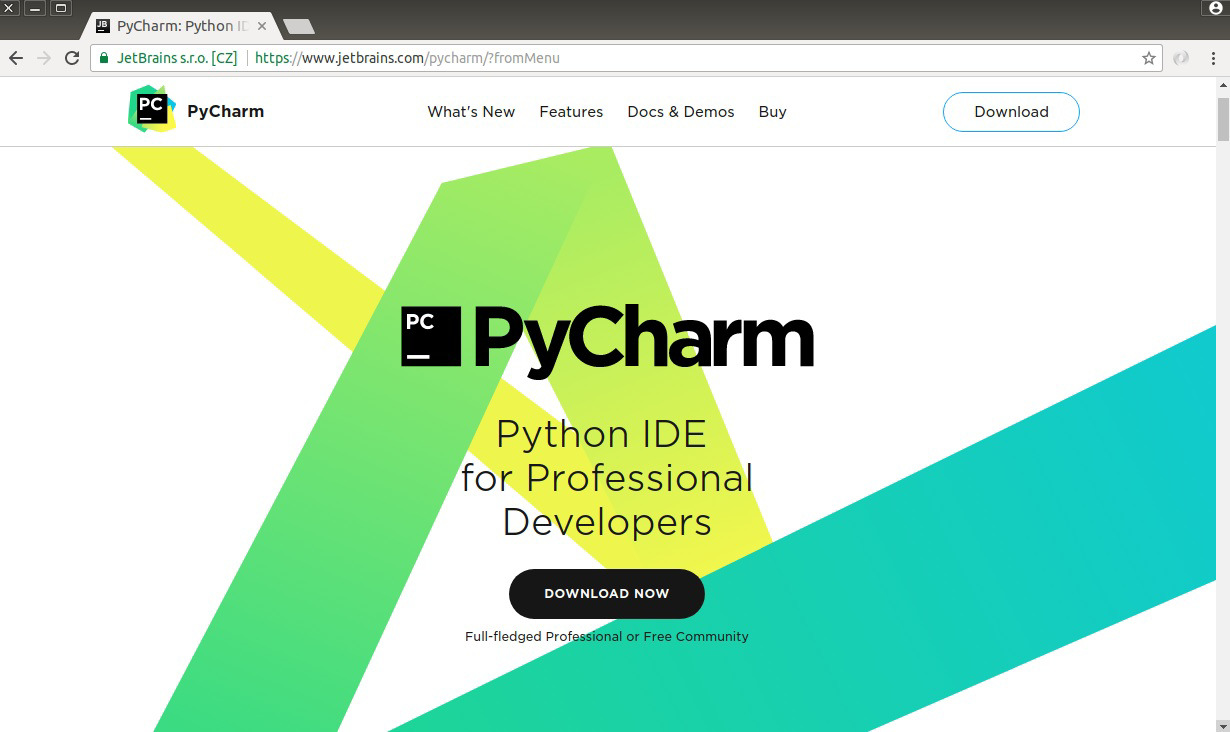 JB PyCharm: Python ID
JetBrains s.r.o. [CZ] https://www.jetbrains.com/pycharm/?fromMenu
PC PyCharm What's New Features Docs & Demos Buy Download
PC PyCharm
Python IDE
for Professional
Developers
DOWNLOAD NOW
Full-fledged Professional or Free Community